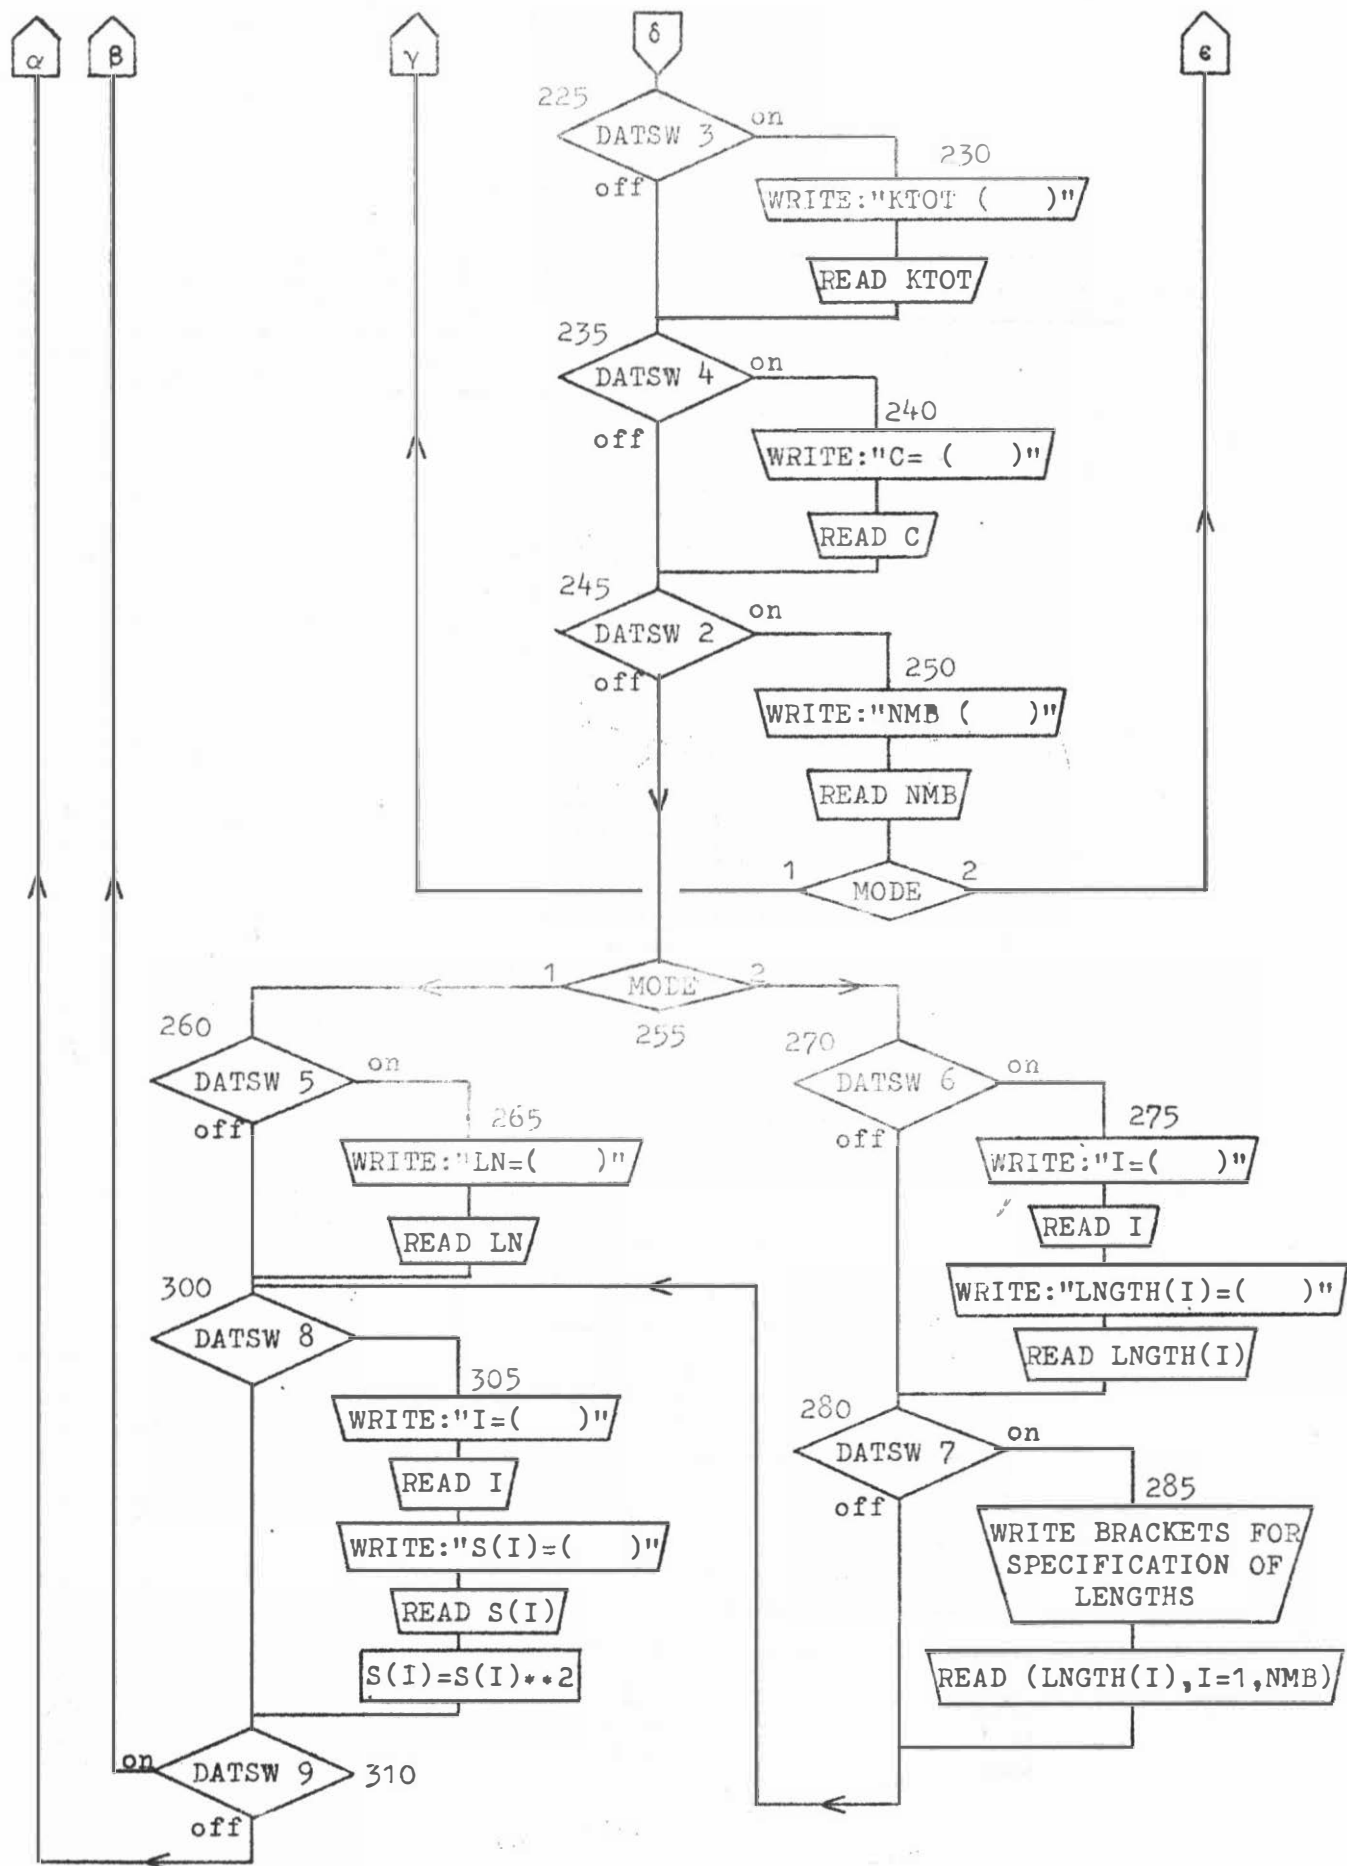 α
β
γ
δ
ε
225
DATSW 3
on
off
230
WRITE:"KTOT (   )"
READ KTOT
235
DATSW 4
on
off
240
WRITE:"C= (   )"
READ C
245
DATSW 2
on
off
250
WRITE:"NMB (   )"
READ NMB
1
MODE
2
1
MODE
2
255
260
DATSW 5
on
off
265
WRITE:"LN=(   )"
READ LN
270
DATSW 6
on
off
275
WRITE:"I=(   )"
READ I
WRITE:"LNGTH(I)=(   )"
READ LNGTH(I)
280
DATSW 7
on
off
285
WRITE BRACKETS FOR
SPECIFICATION OF
LENGTHS
READ (LNGTH(I),I=1,NMB)
300
DATSW 8
305
WRITE:"I=(   )"
READ I
WRITE:"S(I)=(   )"
READ S(I)
S(I)=S(I)**2
on
DATSW 9
310
off